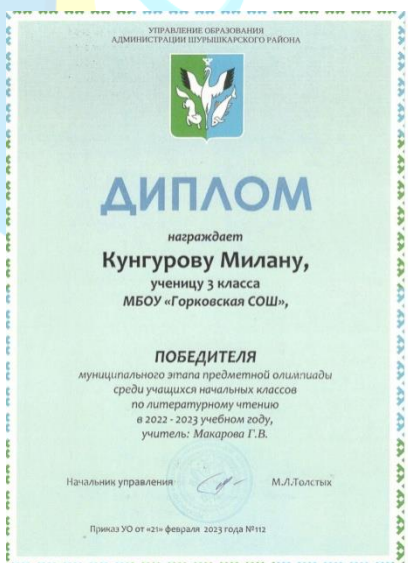 УПРАВЛЕНИЕ ОБРАЗОВАНИЯ
АДМИНИСТРАЦИИ ШУРЫШКАРСКОГО РАЙОНА
ДИПЛОМ
награждает
Кунгурову Милану,
ученицу 3 класса
МБОУ «Горковская СОШ»,
ПОБЕДИТЕЛЯ
муниципального этапа предметной олимпиады
среди учащихся начальных классов
по литературному чтению
в 2022 - 2023 учебном году,
учитель: Макарова Г.В.
Начальник управления М.Л.Толстых
Приказ УО от «21» февраля 2023 года №112